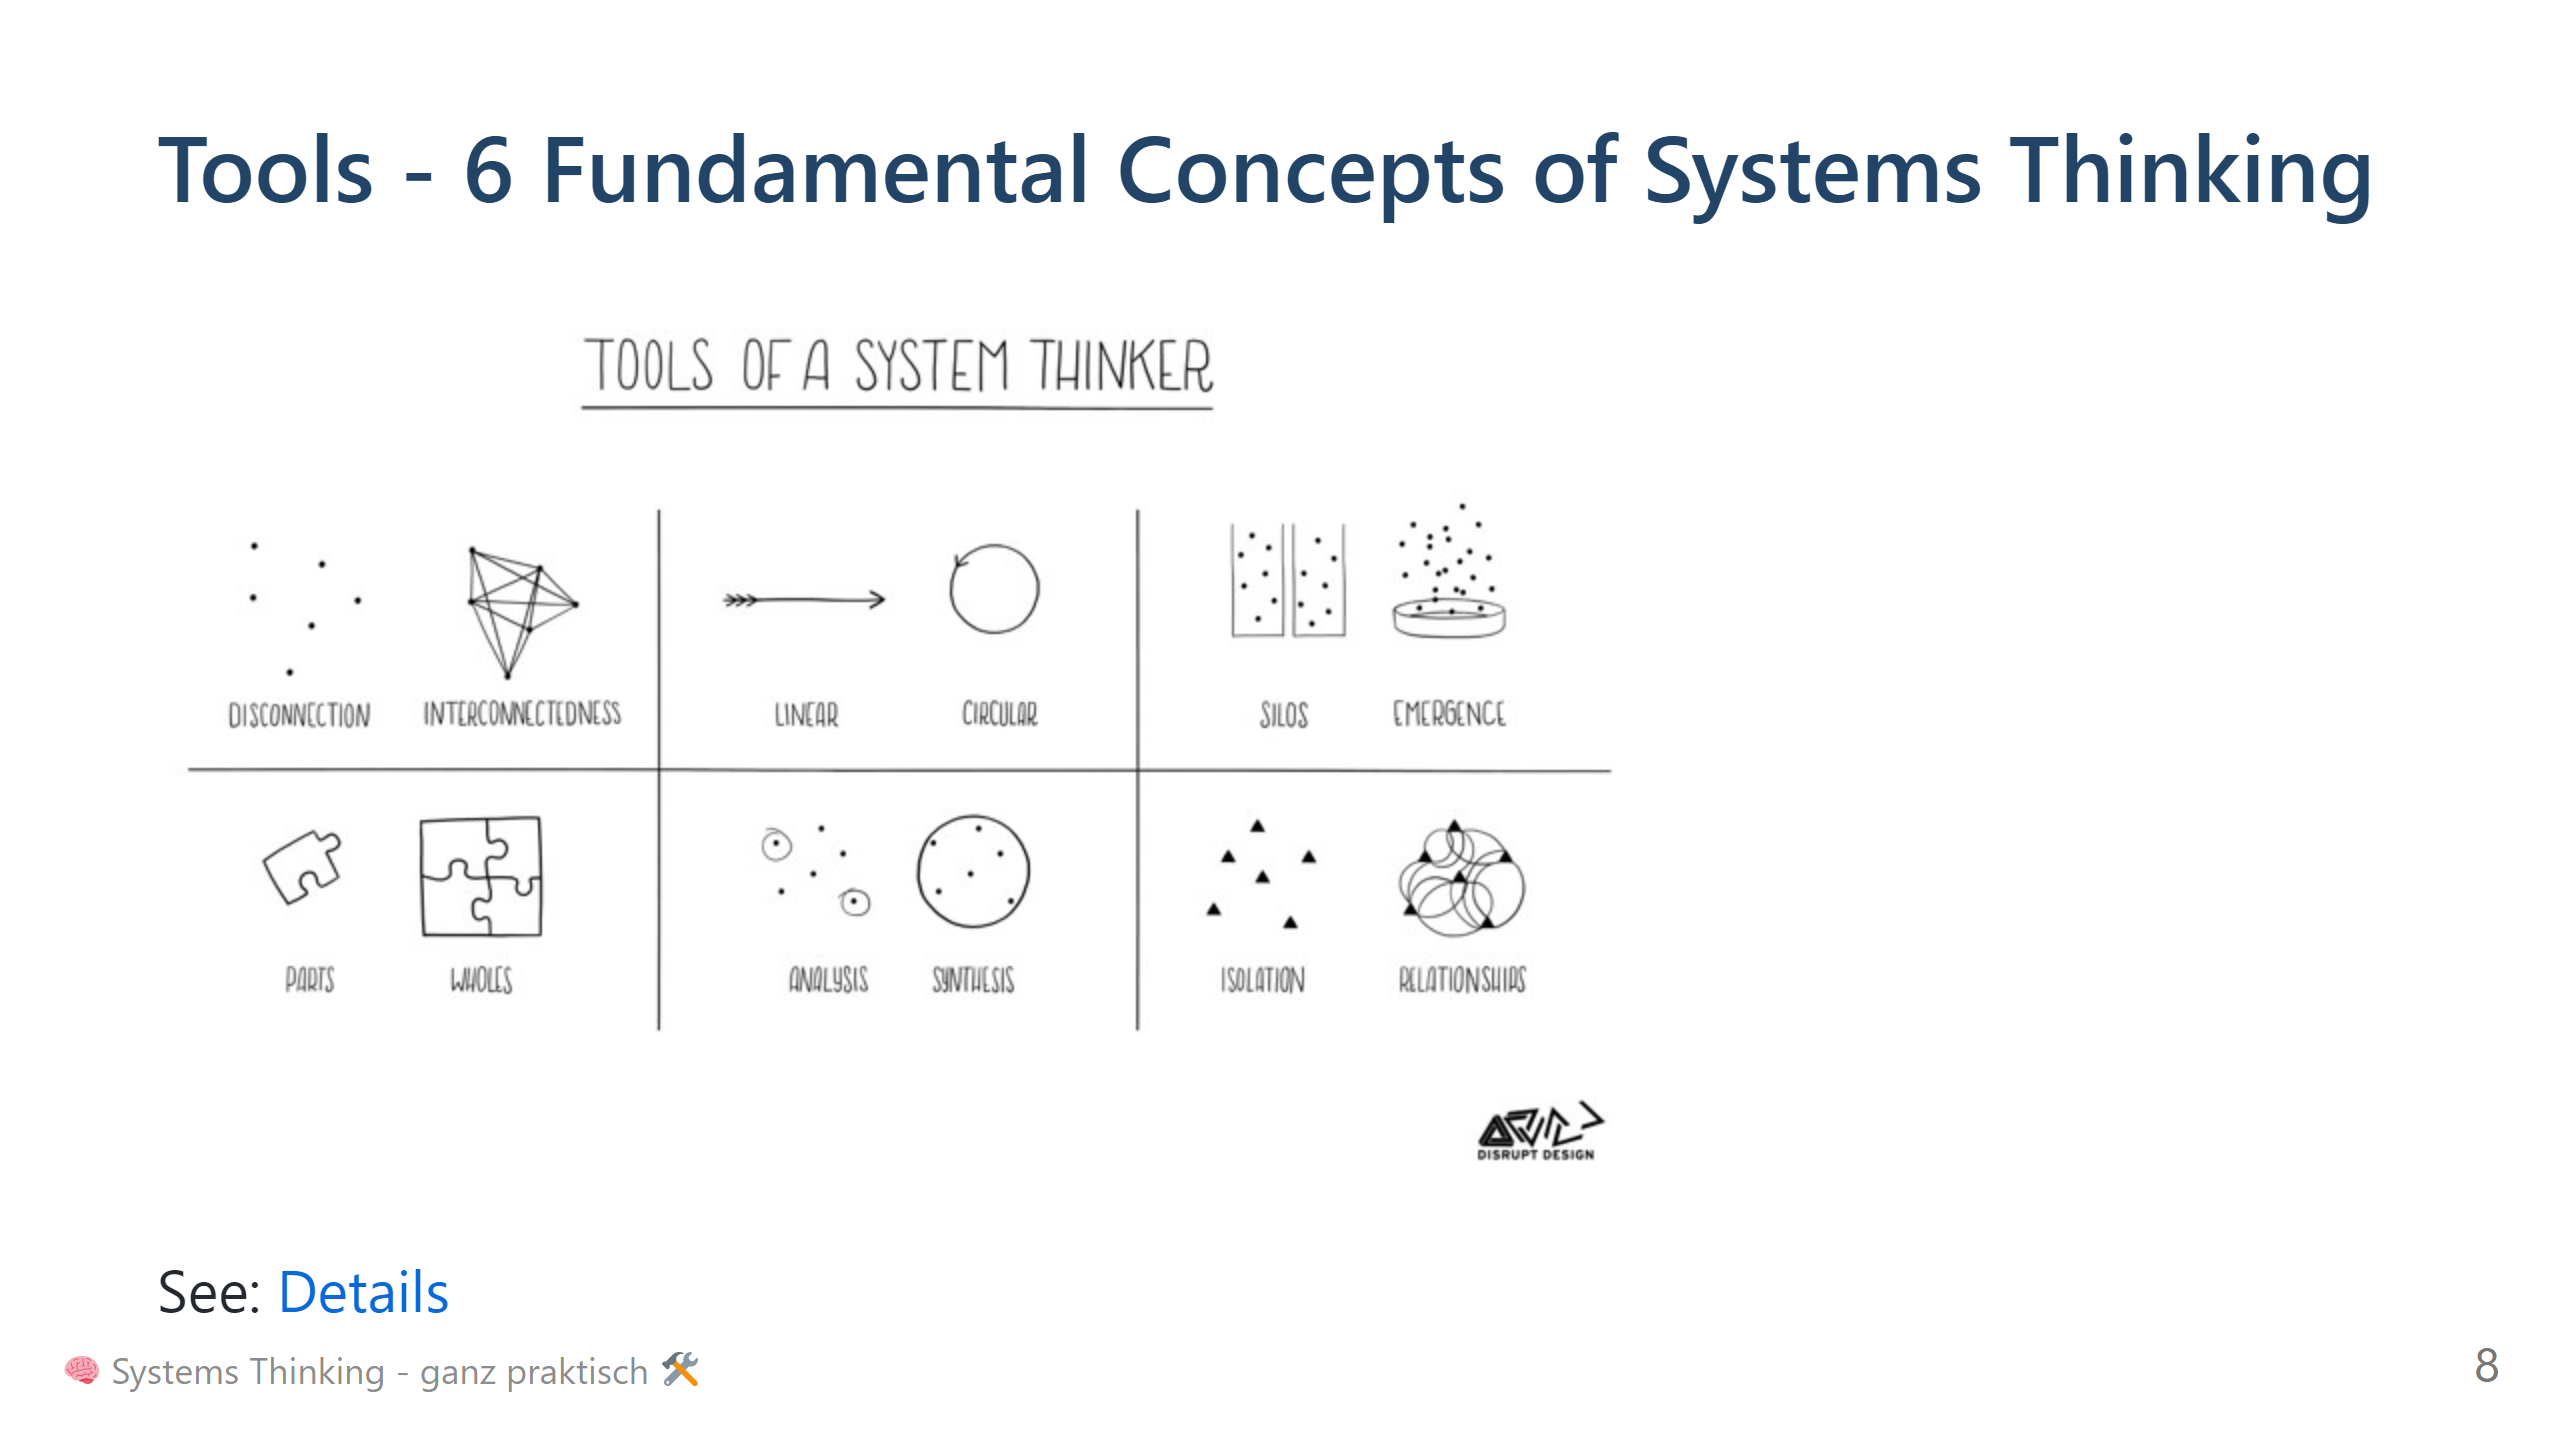 Tools - 6 Fundamental Concepts of Systems Thinking
TOOLS OF A SYSTEM THINKER
DISCONNECTION INTERCONNECTEDNESS LINEAR CIRCULAR SILOS EMERGENCE
PARTS WHOLES ANALYSIS SYNTHESIS ISOLATION RELATIONSHIPS
DISRUPT DESIGN
See: Details
🧠 Systems Thinking - ganz praktisch 🛠️ 8